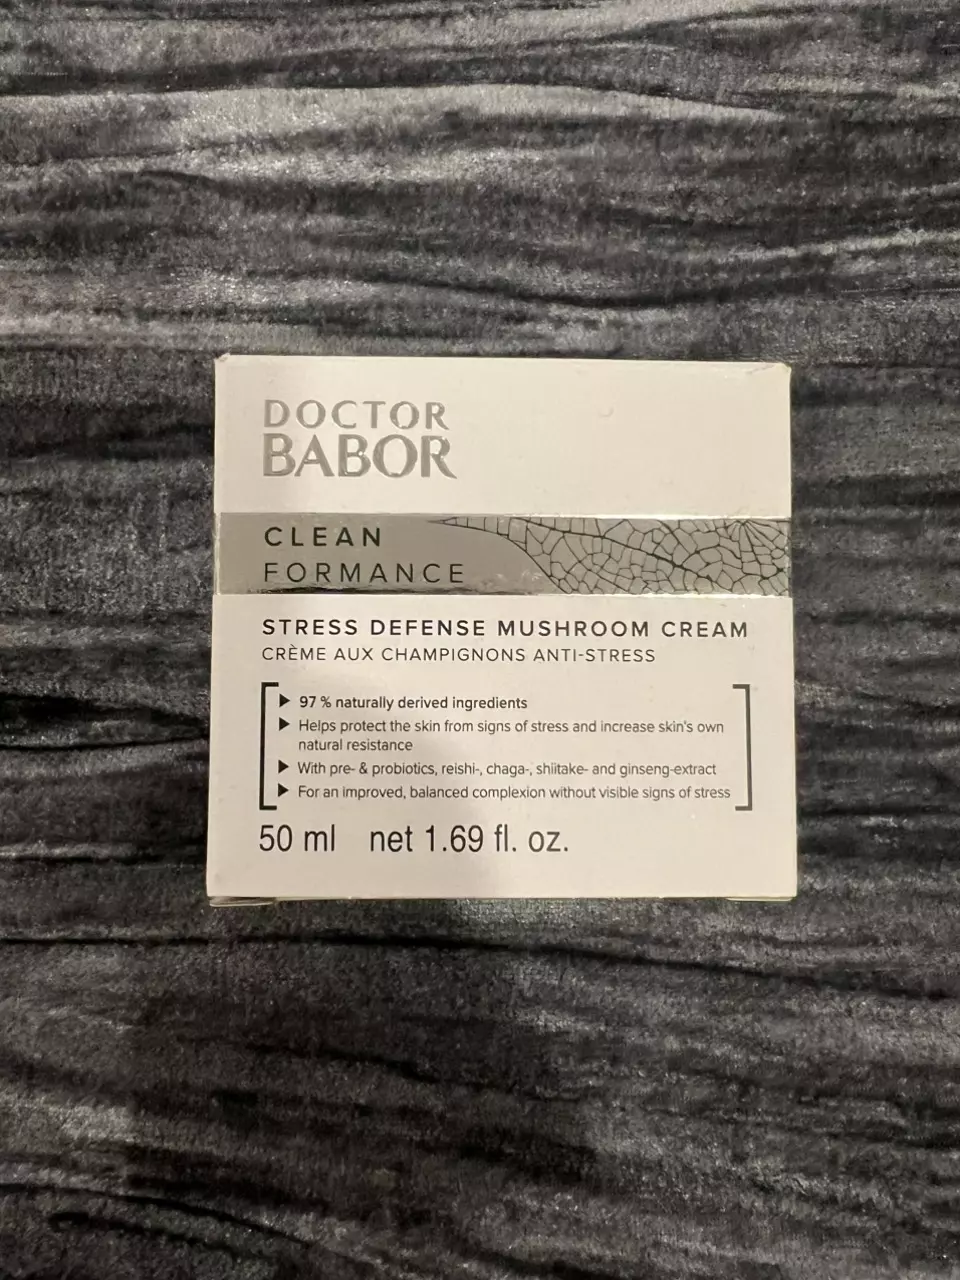 DOCTOR
BABOR
CLEAN
FORMANCE
STRESS DEFENSE MUSHROOM CREAM
CRÈME AUX CHAMPIGNONS ANTI-STRESS
▶ 97 % naturally derived ingredients
▶ Helps protect the skin from signs of stress and increase skin's own
natural resistance
▶ With pre- & probiotics, reishi-, chaga-, shiitake- and ginseng-extract
▶ For an improved, balanced complexion without visible signs of stress
50 ml net 1.69 fl. oz.